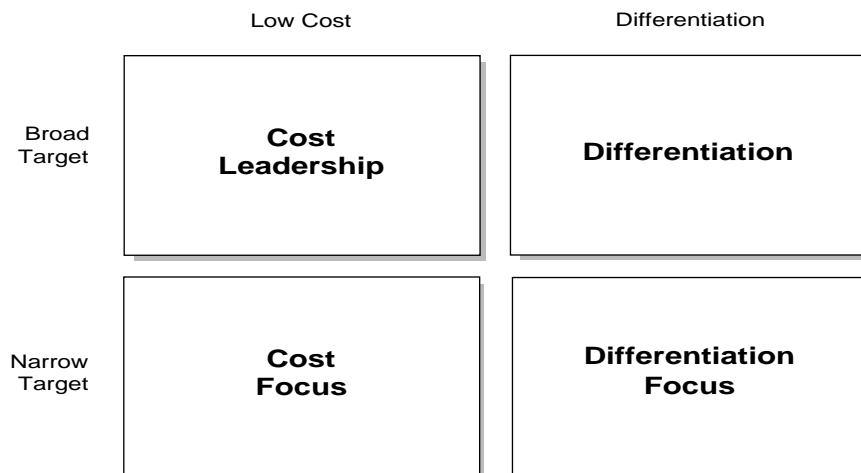 Low Cost
Differentiation
Broad
Target
Cost
Leadership
Differentiation
Narrow
Target
Cost
Focus
Differentiation
Focus